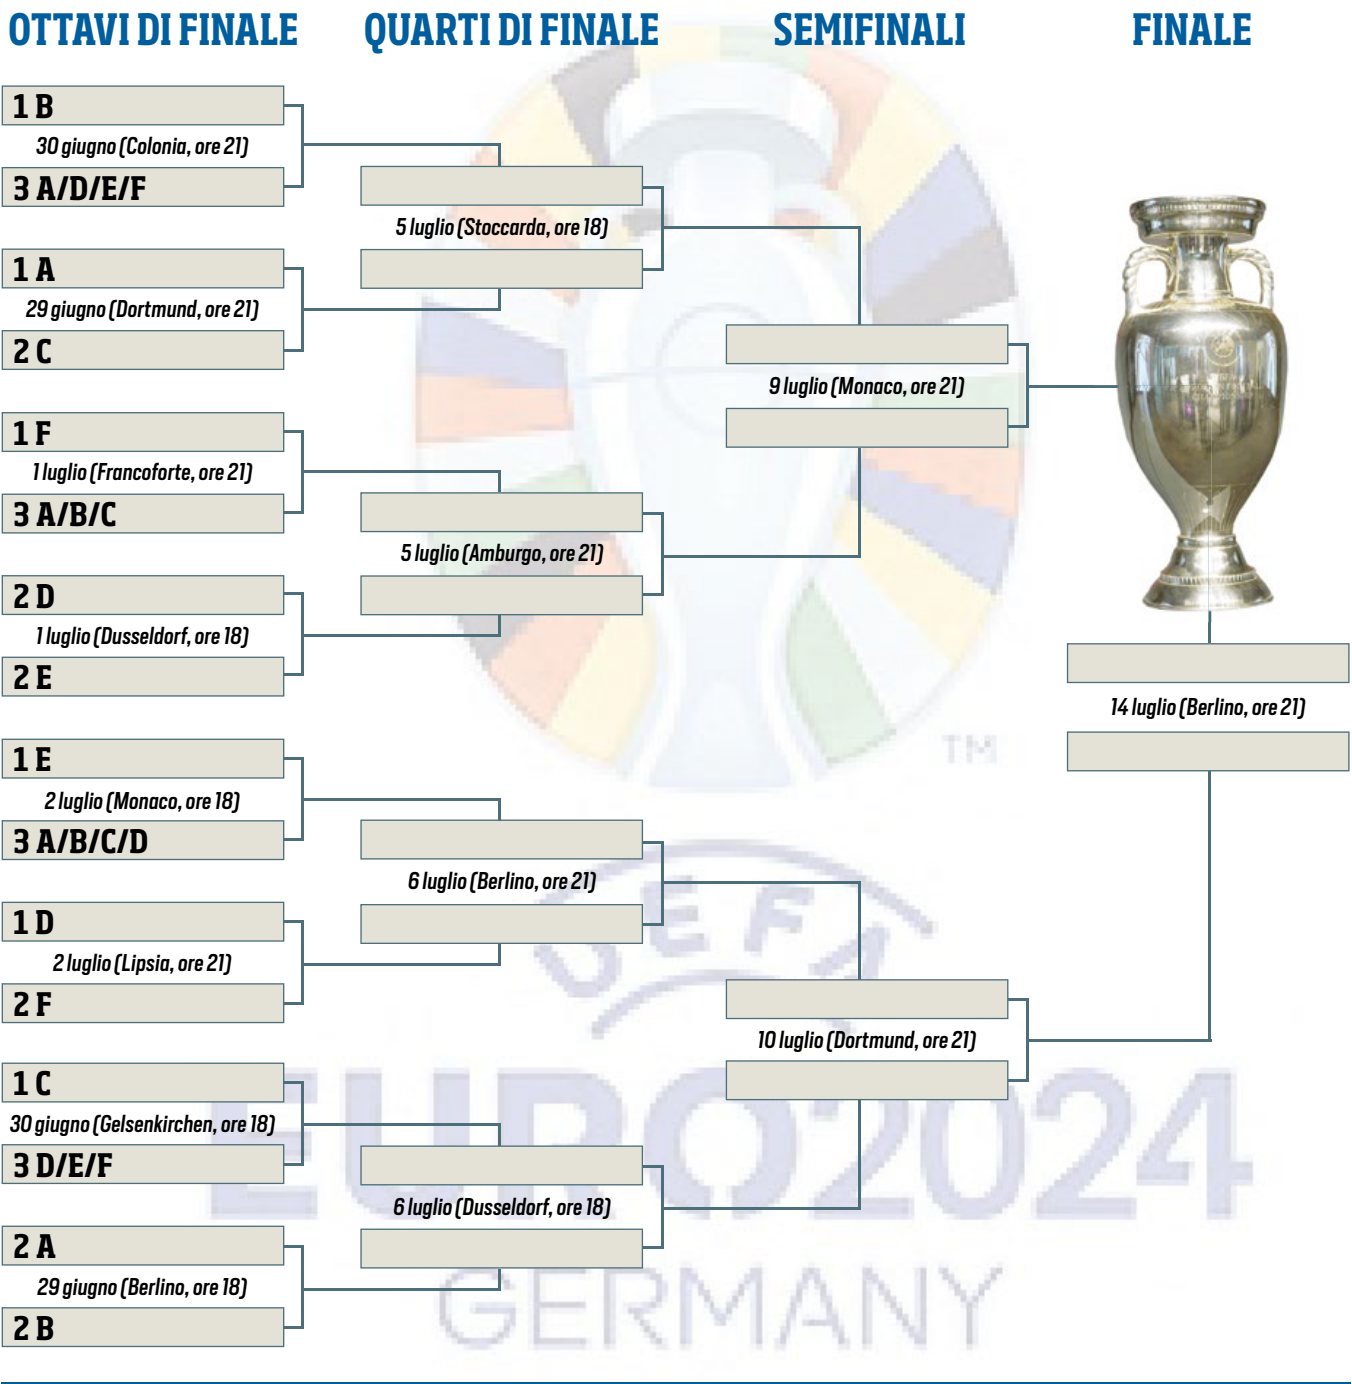 OTTAVI DI FINALE
QUARTI DI FINALE
SEMIFINALI
FINALE
1 B
30 giugno (Colonia, ore 21)
3 A/D/E/F
1 A
29 giugno (Dortmund, ore 21)
2 C
1 F
1 luglio (Francoforte, ore 21)
3 A/B/C
2 D
1 luglio (Dusseldorf, ore 18)
2 E
1 E
2 luglio (Monaco, ore 18)
3 A/B/C/D
1 D
2 luglio (Lipsia, ore 21)
2 F
1 C
30 giugno (Gelsenkirchen, ore 18)
3 D/E/F
2 A
29 giugno (Berlino, ore 18)
2 B
5 luglio (Stoccarda, ore 18)
5 luglio (Amburgo, ore 21)
6 luglio (Berlino, ore 21)
6 luglio (Dusseldorf, ore 18)
9 luglio (Monaco, ore 21)
10 luglio (Dortmund, ore 21)
14 luglio (Berlino, ore 21)
TM
UEFA
EURO2024
GERMANY